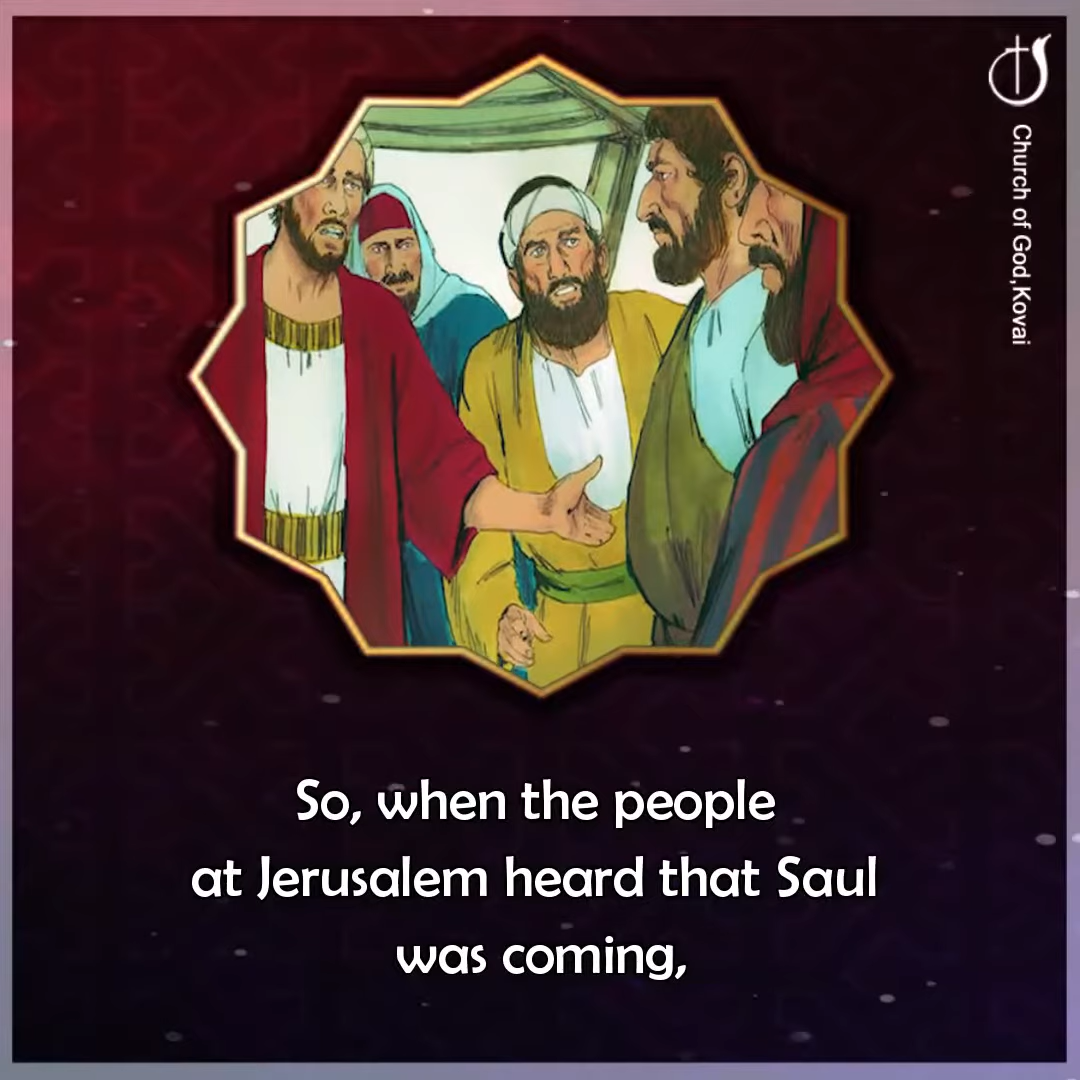 Church of God,Kovai
So, when the people
at Jerusalem heard that Saul
was coming,